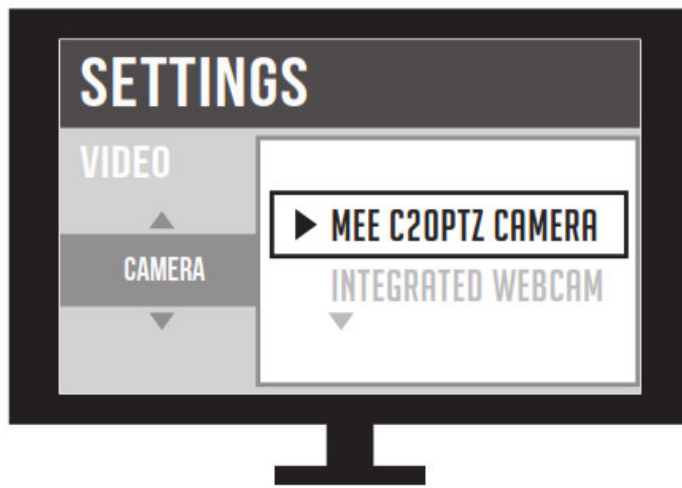 SETTINGS
VIDEO
CAMERA
MEE C20PTZ CAMERA
INTEGRATED WEBCAM